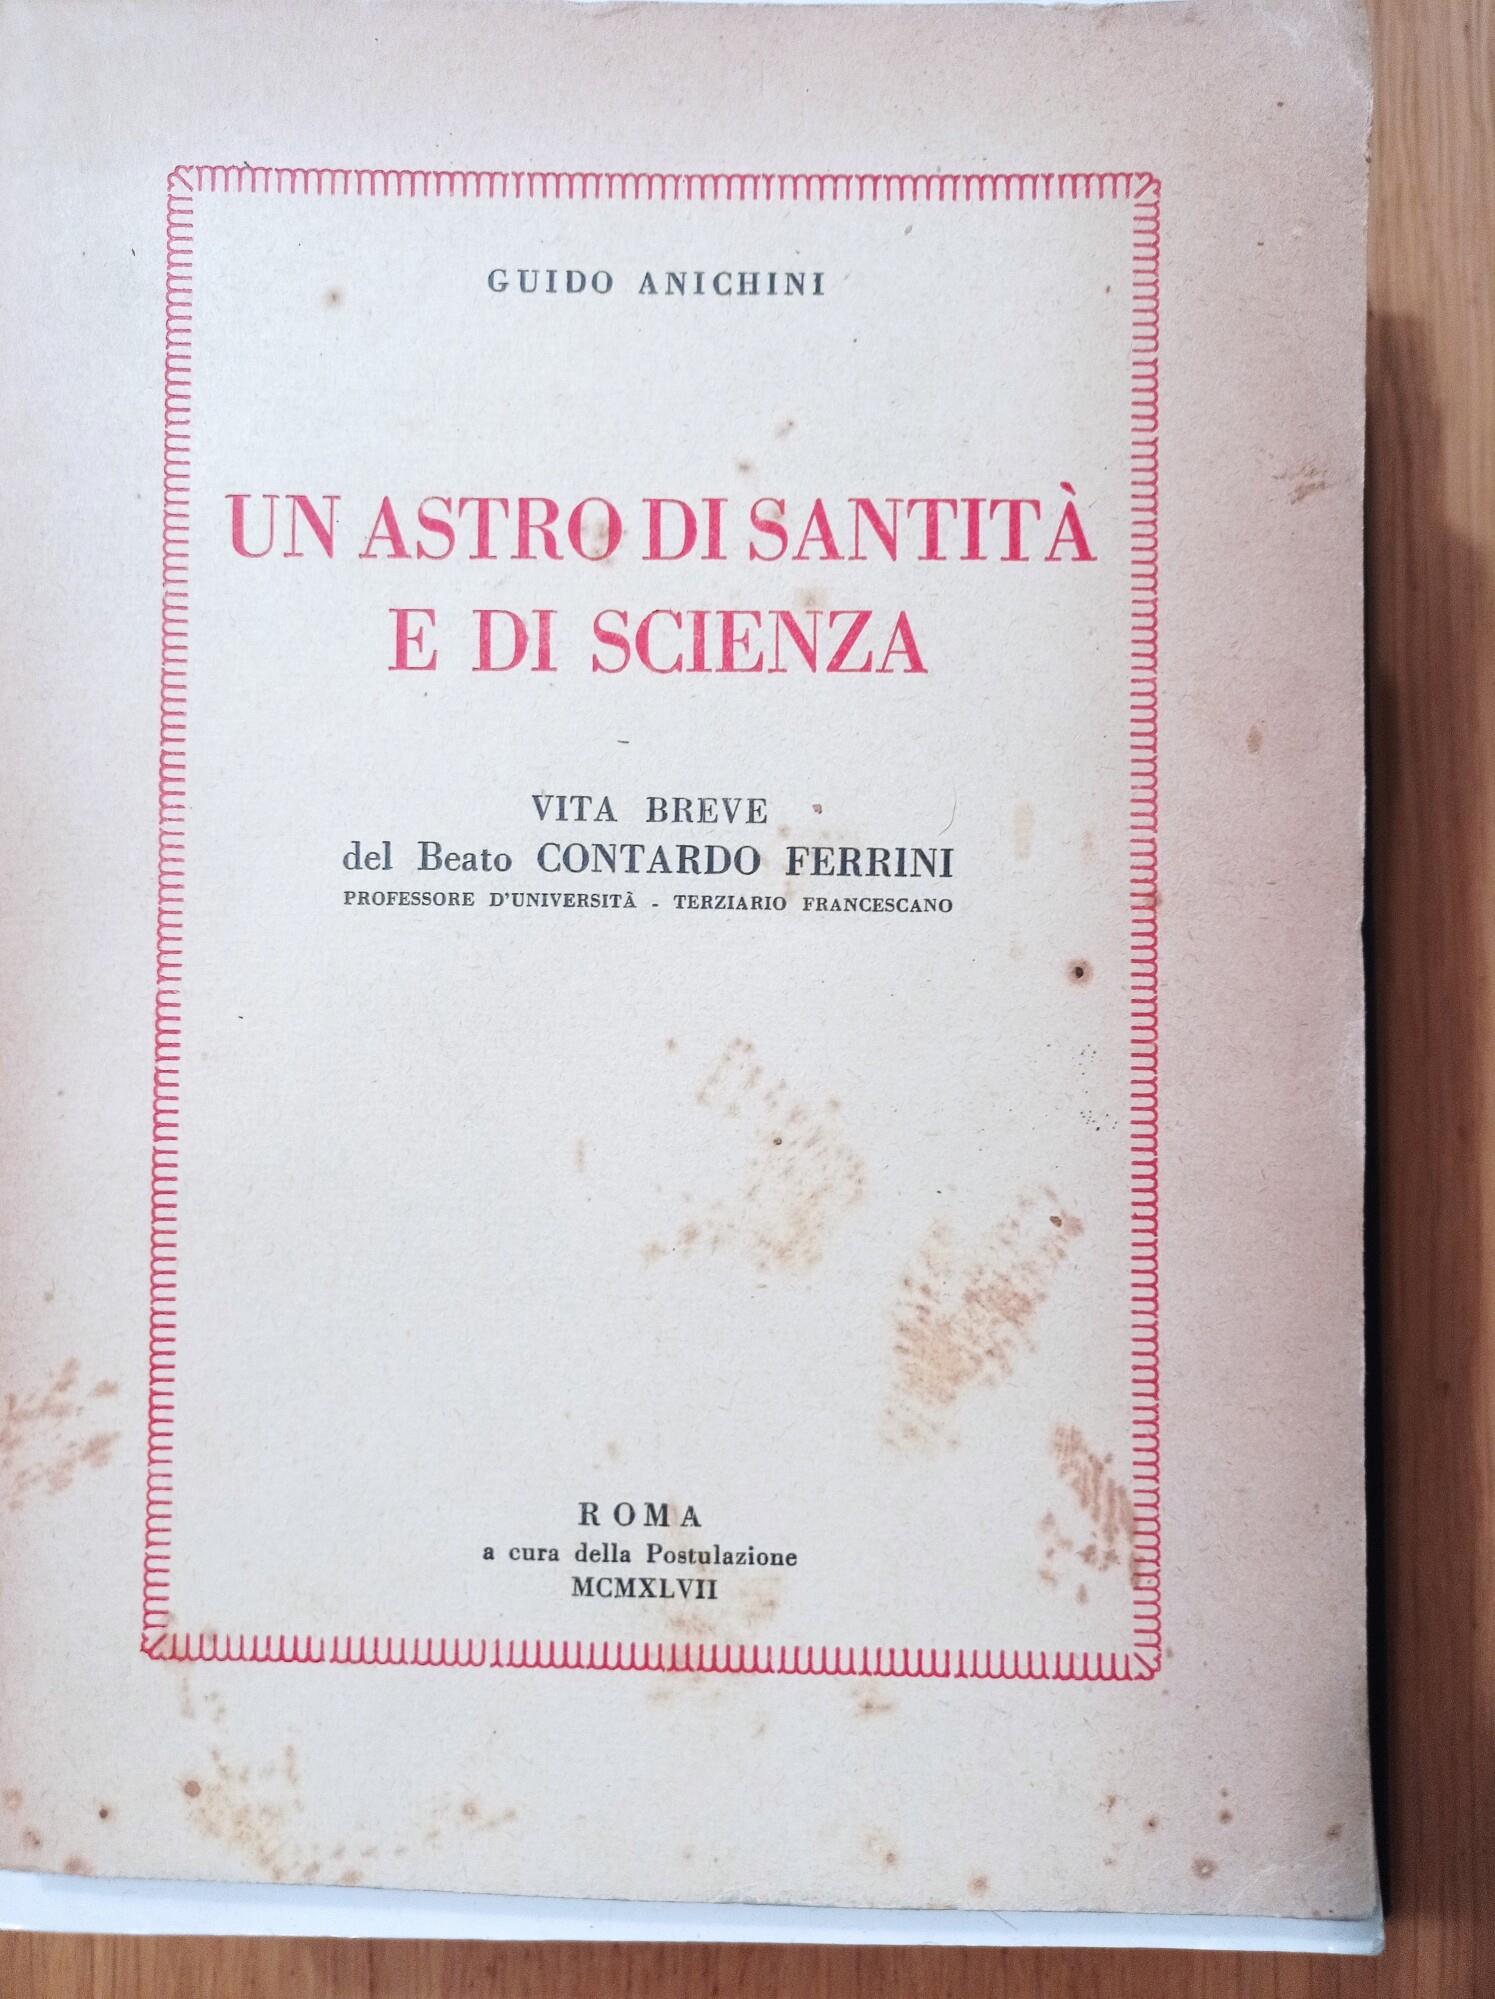 GUIDO ANICHINI
UN ASTRO DI SANTITÀ
E DI SCIENZA
VITA BREVE
del Beato CONTARDO FERRINI
PROFESSORE D'UNIVERSITÀ - TERZIARIO FRANCESCANO
ROMA
a cura della Postulazione
MCMXLVII